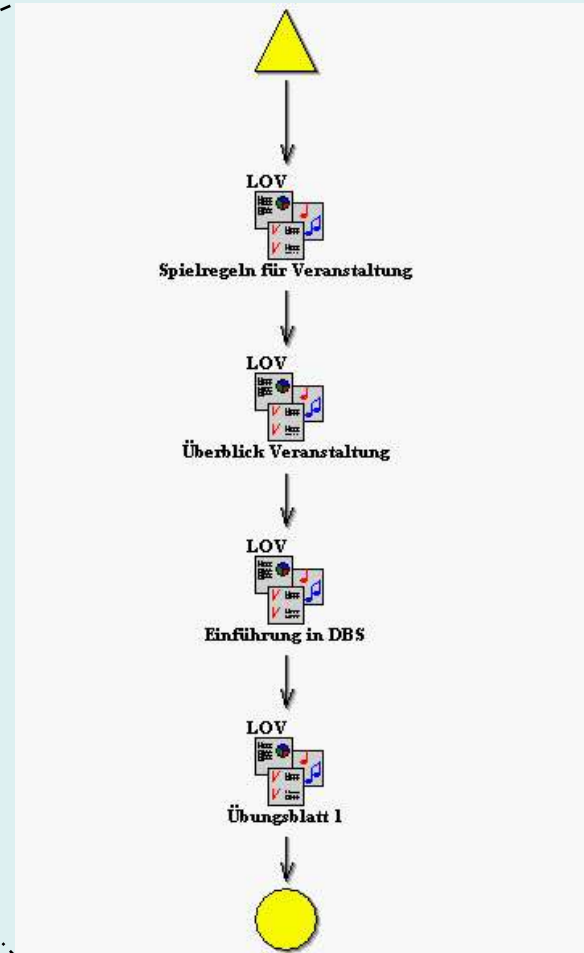 LOV
Spielregeln für Veranstaltung
LOV
Überblick Veranstaltung
LOV
Einführung in DBS
LOV
Übungsblatt 1